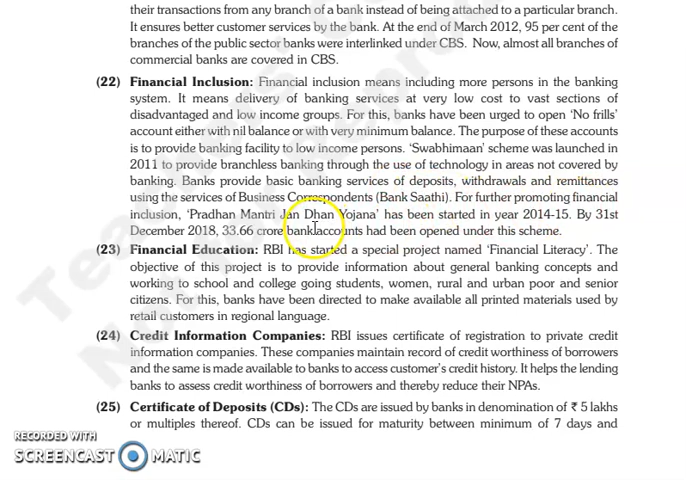 their transactions from any branch of a bank instead of being attached to a particular branch.
It ensures better customer services by the bank. At the end of March 2012, 95 per cent of the
branches of the public sector banks were interlinked under CBS. Now, almost all branches of
commercial banks are covered in CBS.
(22) Financial Inclusion: Financial inclusion means including more persons in the banking
system. It means delivery of banking services at very low cost to vast sections of
disadvantaged and low income groups. For this, banks have been urged to open 'No frills'
account either with nil balance or with very minimum balance. The purpose of these accounts
is to provide banking facility to low income persons. 'Swabhimaan' scheme was launched in
2011 to provide branchless banking through the use of technology in areas not covered by
banking. Banks provide basic banking services of deposits, withdrawals and remittances
using the services of Business Correspondents (Bank Saathi). For further promoting financial
inclusion, 'Pradhan Mantri Jan Dhan Yojana' has been started in year 2014-15. By 31st
December 2018, 33.66 crore bank accounts had been opened under this scheme.
(23) Financial Education: RBI has started a special project named 'Financial Literacy'. The
objective of this project is to provide information about general banking concepts and
working to school and college going students, women, rural and urban poor and senior
citizens. For this, banks have been directed to make available all printed materials used by
retail customers in regional language.
(24) Credit Information Companies: RBI issues certificate of registration to private credit
information companies. These companies maintain record of credit worthiness of borrowers
and the same is made available to banks to access customer's credit history. It helps the lending
banks to assess credit worthiness of borrowers and thereby reduce their NPAs.
(25) Certificate of Deposits (CDs): The CDs are issued by banks in denomination of ₹ 5 lakhs
or multiples thereof. CDs can be issued for maturity between minimum of 7 days and
RECORDED WITH
SCREENCAST MATIC